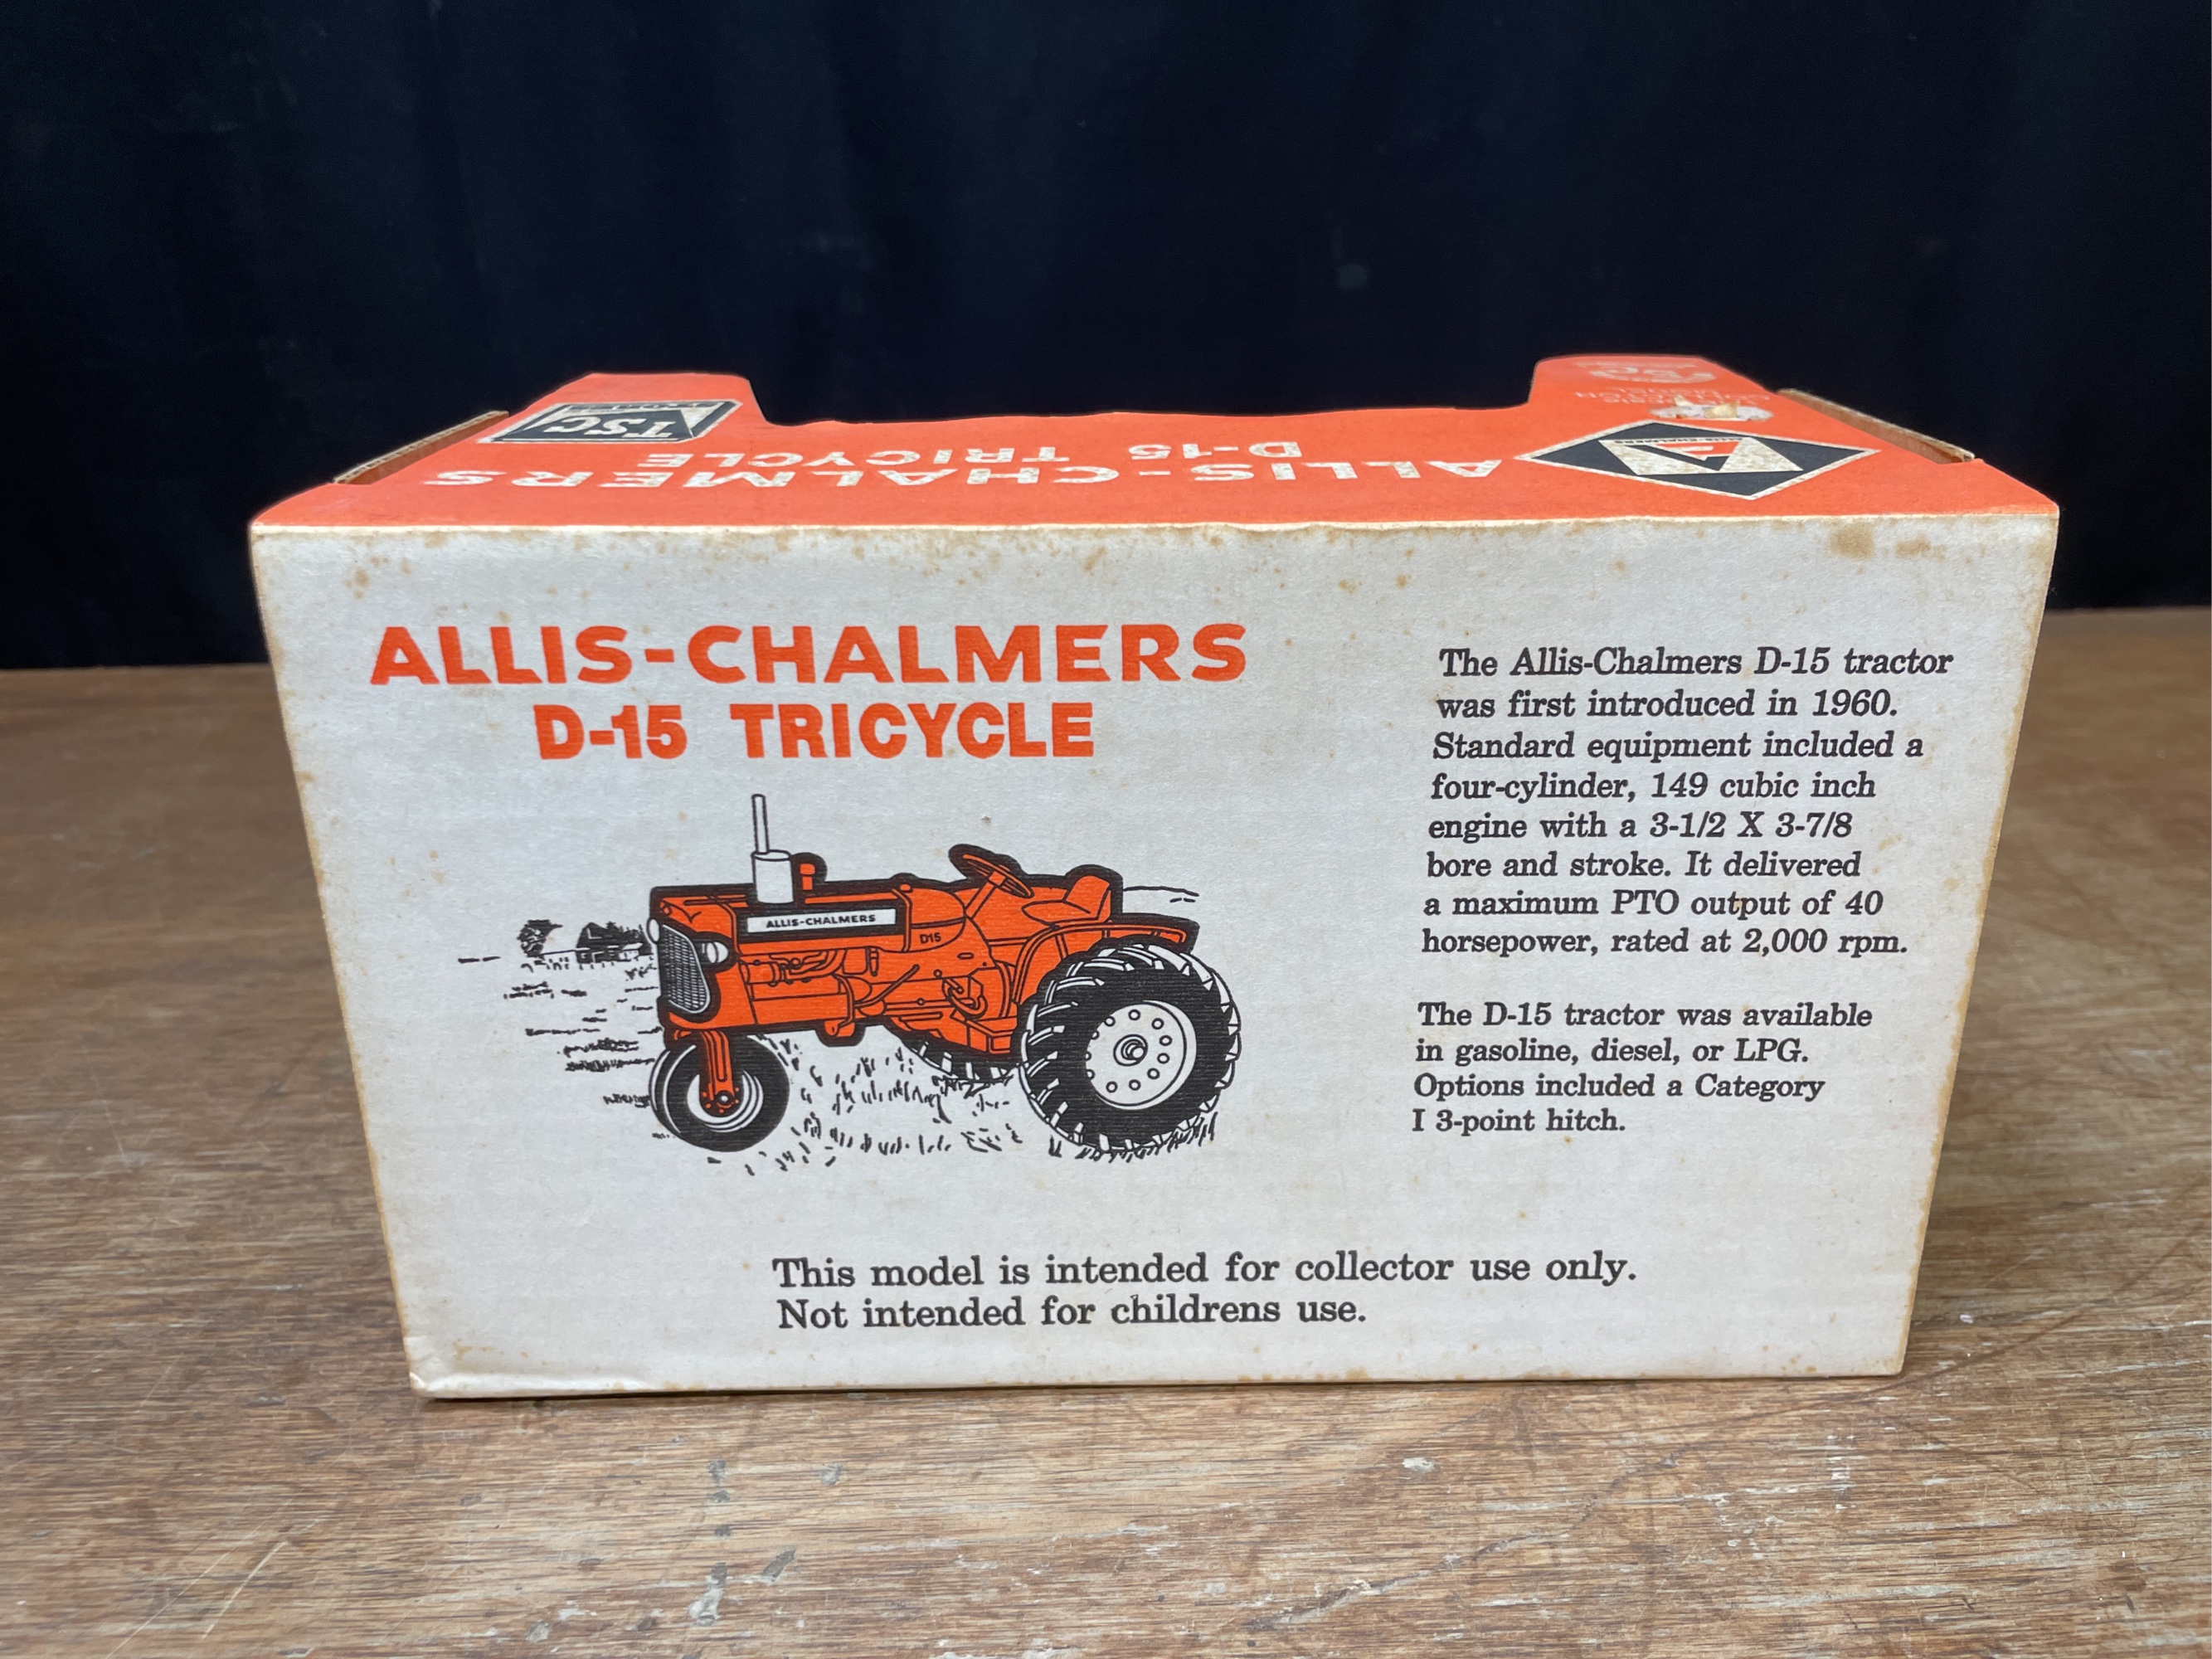 TSC
ALLIS-CHALMERS
D-15 TRICYCLE
ALLIS-CHALMERS
D-15 TRICYCLE
ALLIS-CHALMERS
D15
The Allis-Chalmers D-15 tractor
was first introduced in 1960.
Standard equipment included a
four-cylinder, 149 cubic inch
engine with a 3-1/2 X 3-7/8
bore and stroke. It delivered
a maximum PTO output of 40
horsepower, rated at 2,000 rpm.
The D-15 tractor was available
in gasoline, diesel, or LPG.
Options included a Category
I 3-point hitch.
This model is intended for collector use only.
Not intended for childrens use.